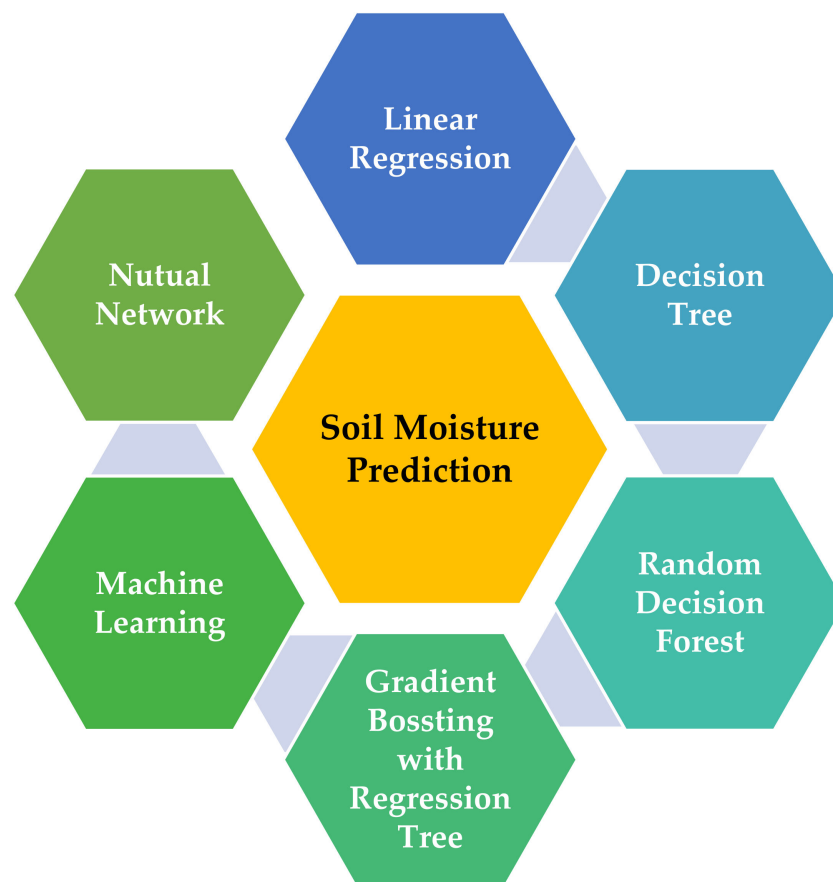 Linear
Regression
Nutual
Network
Decision
Tree
Soil Moisture
Prediction
Machine
Learning
Random
Decision
Forest
Gradient
Bossting
with
Regression
Tree